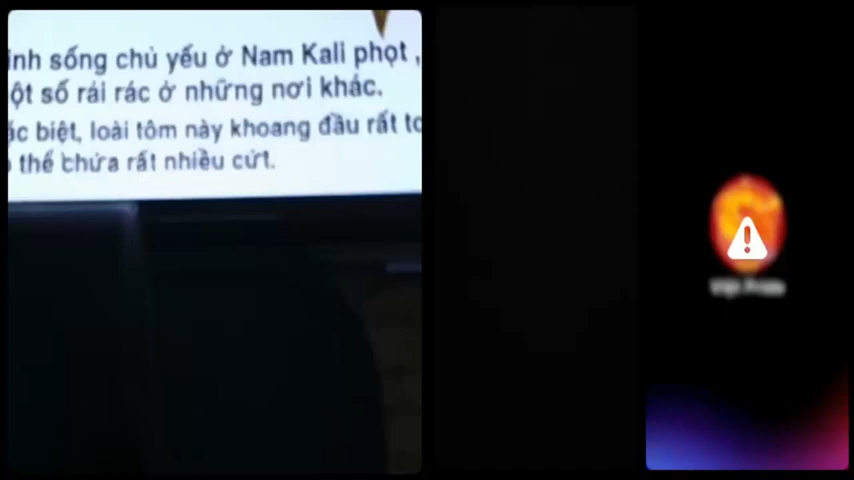 inh sống chủ yếu ở Nam Kali phọt ,
ột số rải rác ở những nơi khác.
ặc biệt, loài tôm này khoang đầu rất to
thể chứa rất nhiều cứt.